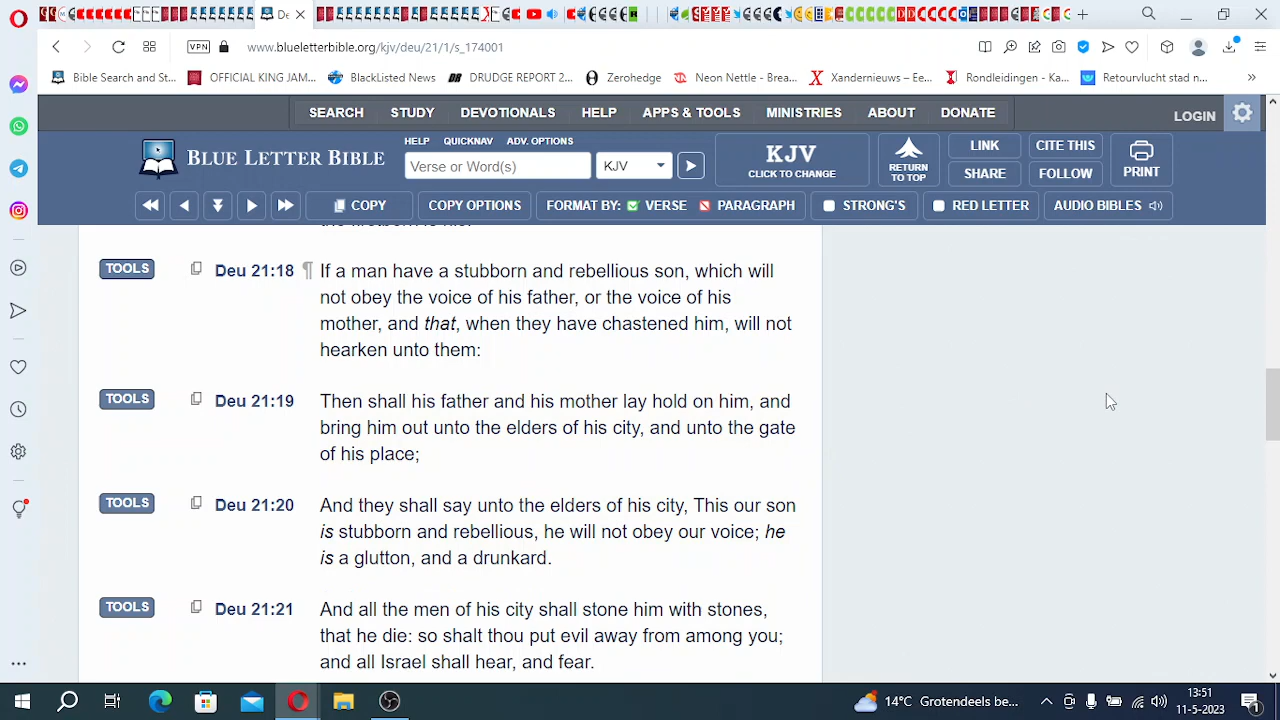 De
www.blueletterbible.org/kjv/deu/21/1/s_174001
VPN
Bible Search and St...
OFFICIAL KING JAM...
BlackListed News
DRUDGE REPORT 2...
Zerohedge
Neon Nettle - Brea...
Xandernieuws – Ee...
Rondleidingen - Ka...
Retourvlucht stad n...
SEARCH STUDY DEVOTIONALS HELP APPS & TOOLS MINISTRIES ABOUT DONATE
LOGIN
BLUE LETTER BIBLE
HELP QUICKNAV ADV. OPTIONS
Verse or Word(s)
KJV
KJV
CLICK TO CHANGE
RETURN
TO TOP
LINK
SHARE
CITE THIS
FOLLOW
PRINT
COPY
COPY OPTIONS
FORMAT BY: VERSE PARAGRAPH
STRONG'S
RED LETTER
AUDIO BIBLES
TOOLS Deu 21:18 ¶ If a man have a stubborn and rebellious son, which will
not obey the voice of his father, or the voice of his
mother, and that, when they have chastened him, will not
hearken unto them:
TOOLS Deu 21:19 Then shall his father and his mother lay hold on him, and
bring him out unto the elders of his city, and unto the gate
of his place;
TOOLS Deu 21:20 And they shall say unto the elders of his city, This our son
is stubborn and rebellious, he will not obey our voice; he
is a glutton, and a drunkard.
TOOLS Deu 21:21 And all the men of his city shall stone him with stones,
that he die: so shalt thou put evil away from among you;
and all Israel shall hear, and fear.
14°C Grotendeels be...
13:51
11-5-2023